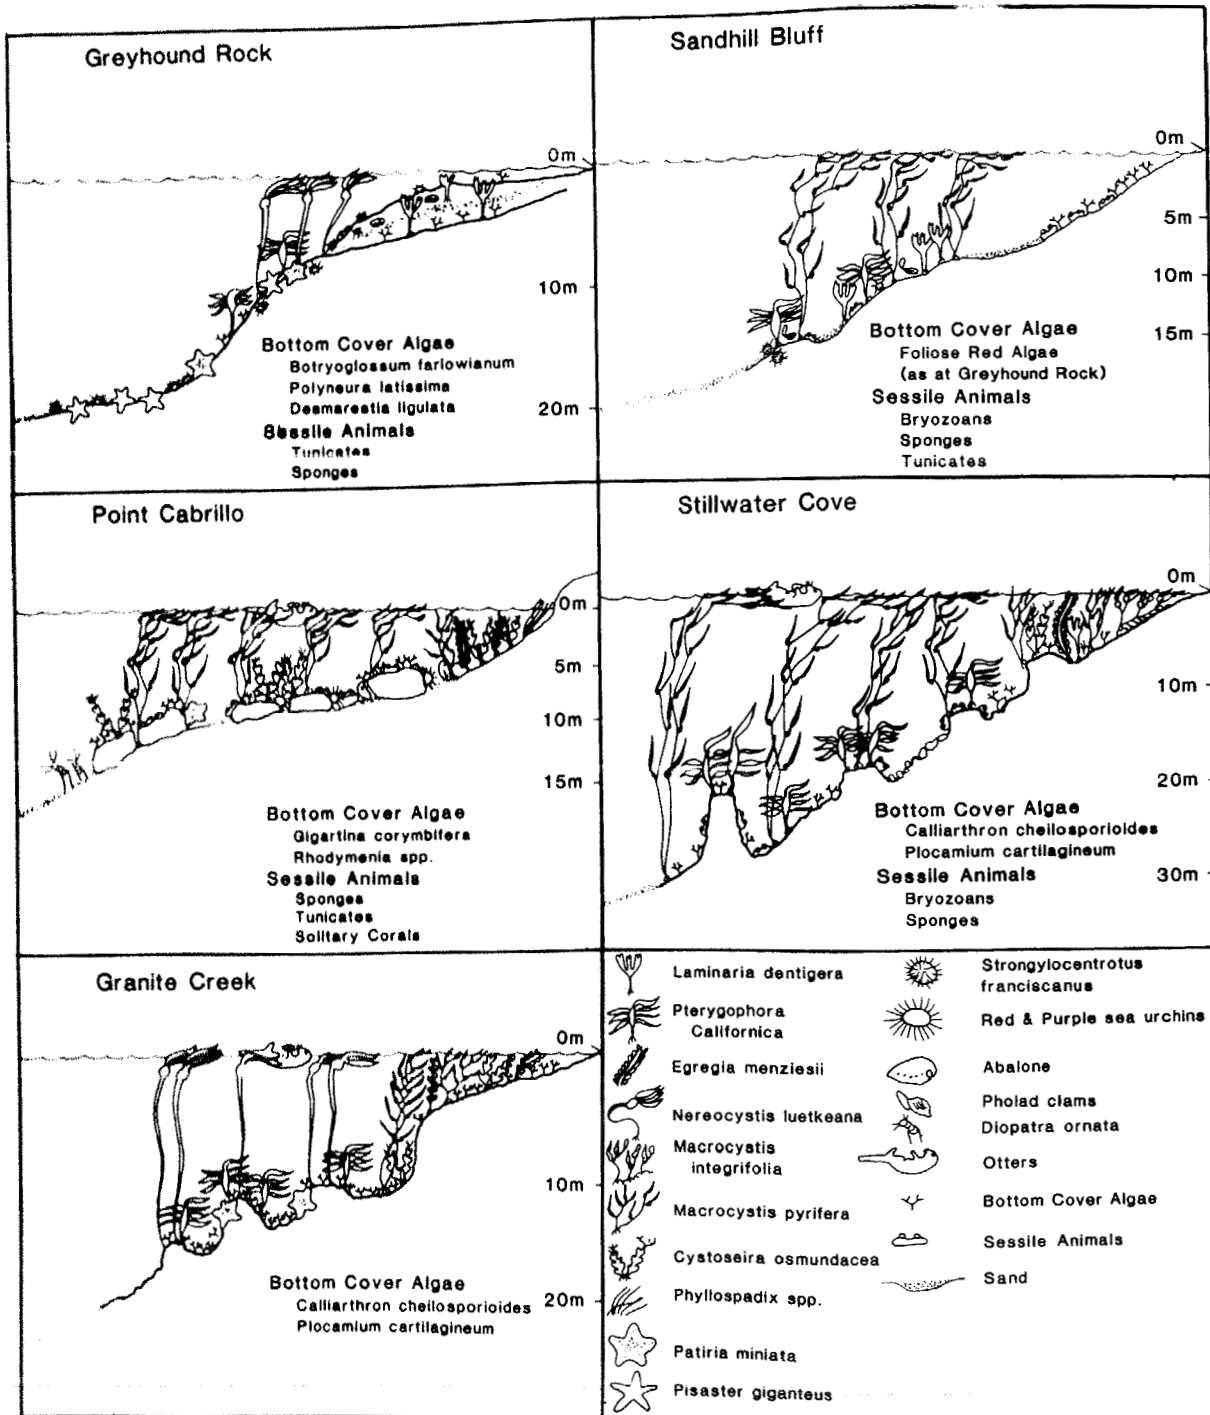 Greyhound Rock
0m
10m
20m
Bottom Cover Algae
Botryoglossum farlowianum
Polyneura latissima
Desmarestia ligulata
Sessile Animals
Tunicates
Sponges
Sandhill Bluff
0m
5m
10m
15m
Bottom Cover Algae
Foliose Red Algae
(as at Greyhound Rock)
Sessile Animals
Bryozoans
Sponges
Tunicates
Point Cabrillo
0m
5m
10m
15m
Bottom Cover Algae
Gigartina corymbifera
Rhodymenia spp.
Sessile Animals
Sponges
Tunicates
Solitary Corals
Stillwater Cove
0m
10m
20m
30m
Bottom Cover Algae
Calliarthron cheilosporioides
Plocamium cartilagineum
Sessile Animals
Bryozoans
Sponges
Granite Creek
0m
10m
20m
Bottom Cover Algae
Calliarthron cheilosporioides
Plocamium cartilagineum
Laminaria dentigera
Pterygophora
Californica
Egregia menziesii
Nereocystis luetkeana
Macrocystis
integrifolia
Macrocystis pyrifera
Cystoseira osmundacea
Phyllospadix spp.
Patiria miniata
Pisaster giganteus
Strongylocentrotus
franciscanus
Red & Purple sea urchins
Abalone
Pholad clams
Diopatra ornata
Otters
Bottom Cover Algae
Sessile Animals
Sand